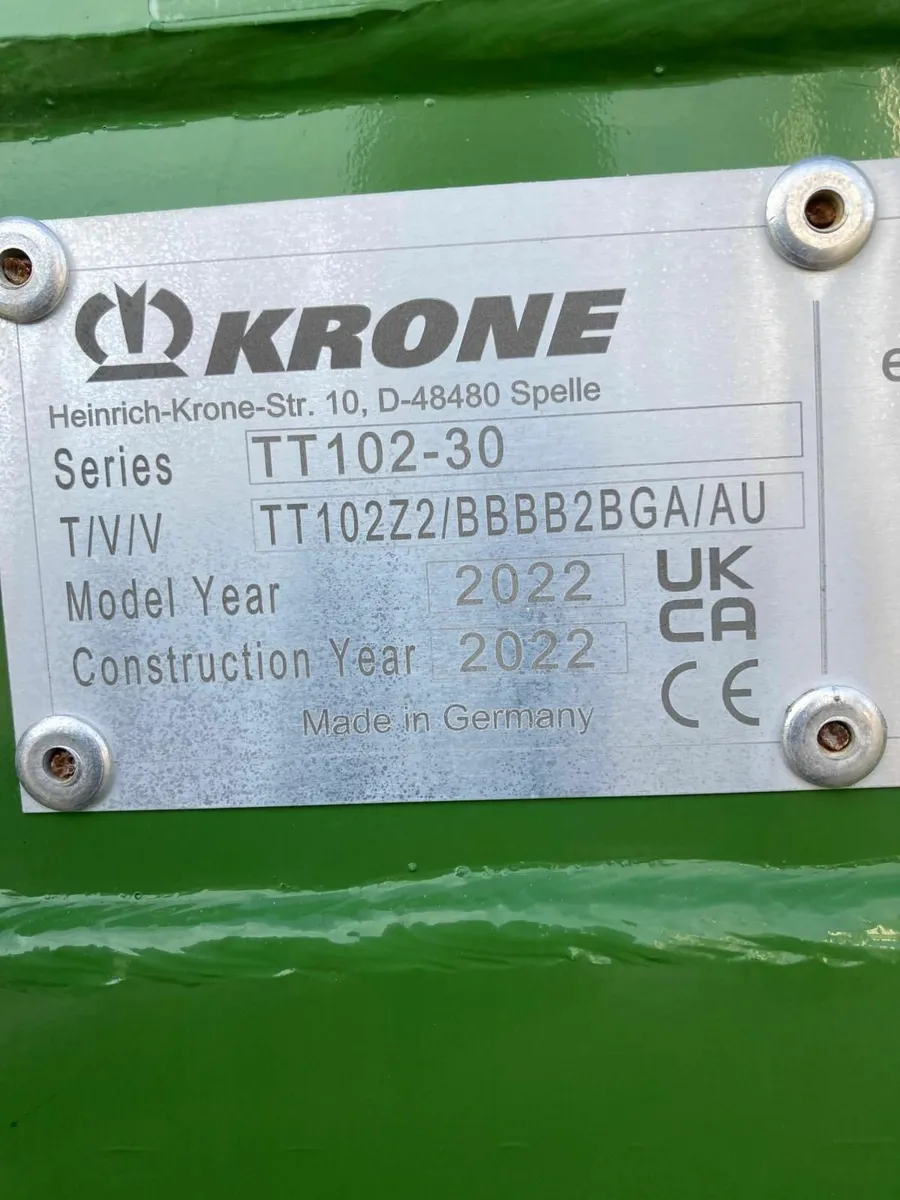 KRONE
Heinrich-Krone-Str. 10, D-48480 Spelle
Series TT102-30
T/V/V TT102Z2/BBBB2BGA/AU
Model Year 2022
Construction Year 2022
UK
CA
CE
Made in Germany